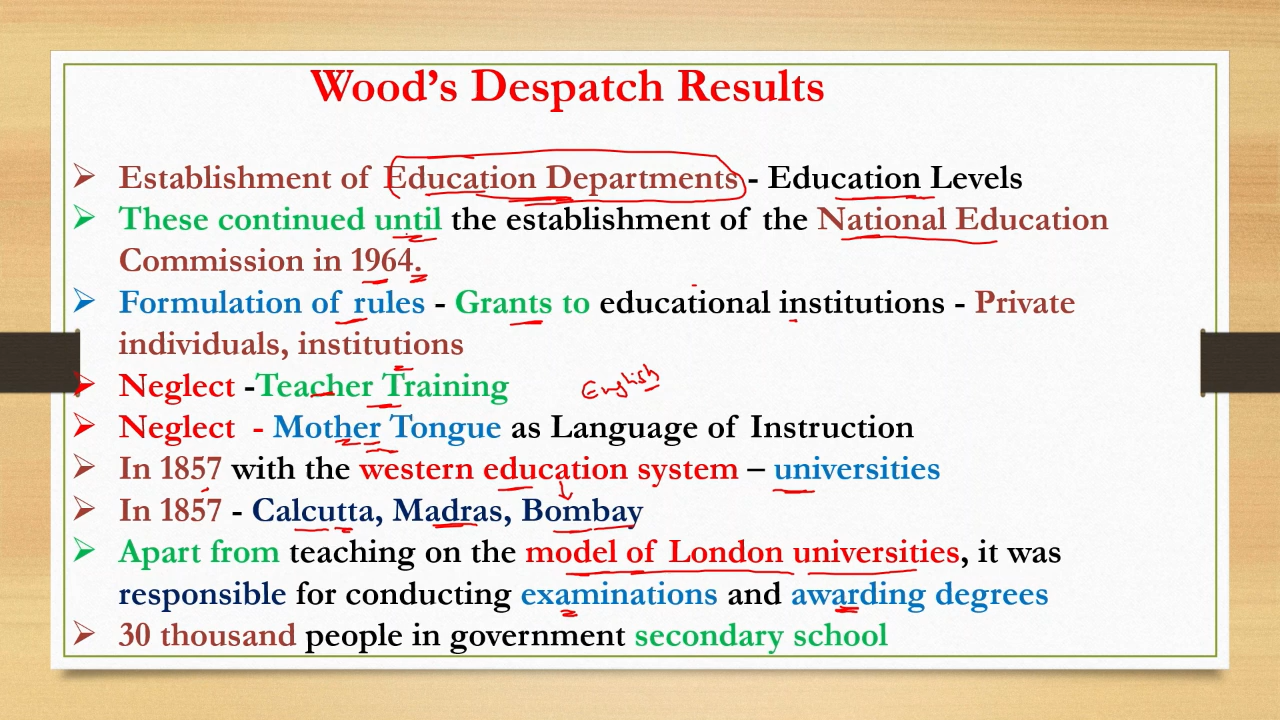 Wood’s Despatch Results
➢ Establishment of Education Departments - Education Levels
➢ These continued until the establishment of the National Education
Commission in 1964.
➢ Formulation of rules - Grants to educational institutions - Private
individuals, institutions
➢ Neglect -Teacher Training
English
➢ Neglect - Mother Tongue as Language of Instruction
➢ In 1857 with the western education system – universities
➢ In 1857 - Calcutta, Madras, Bombay
➢ Apart from teaching on the model of London universities, it was
responsible for conducting examinations and awarding degrees
➢ 30 thousand people in government secondary school